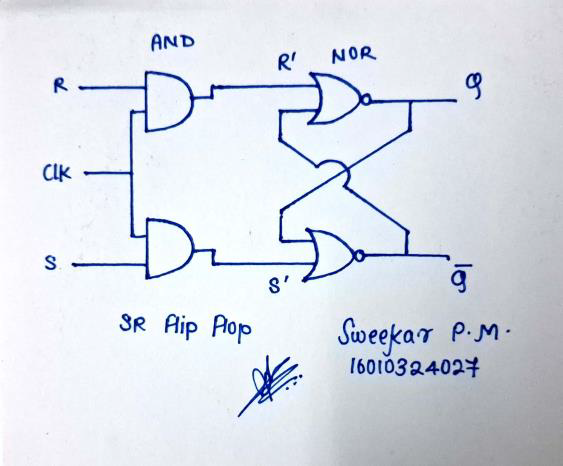 AND
R
R' NOR
Q
Clk
S
S'
Q̅
SR Flip Flop
Sweekar P.M.
16010324027